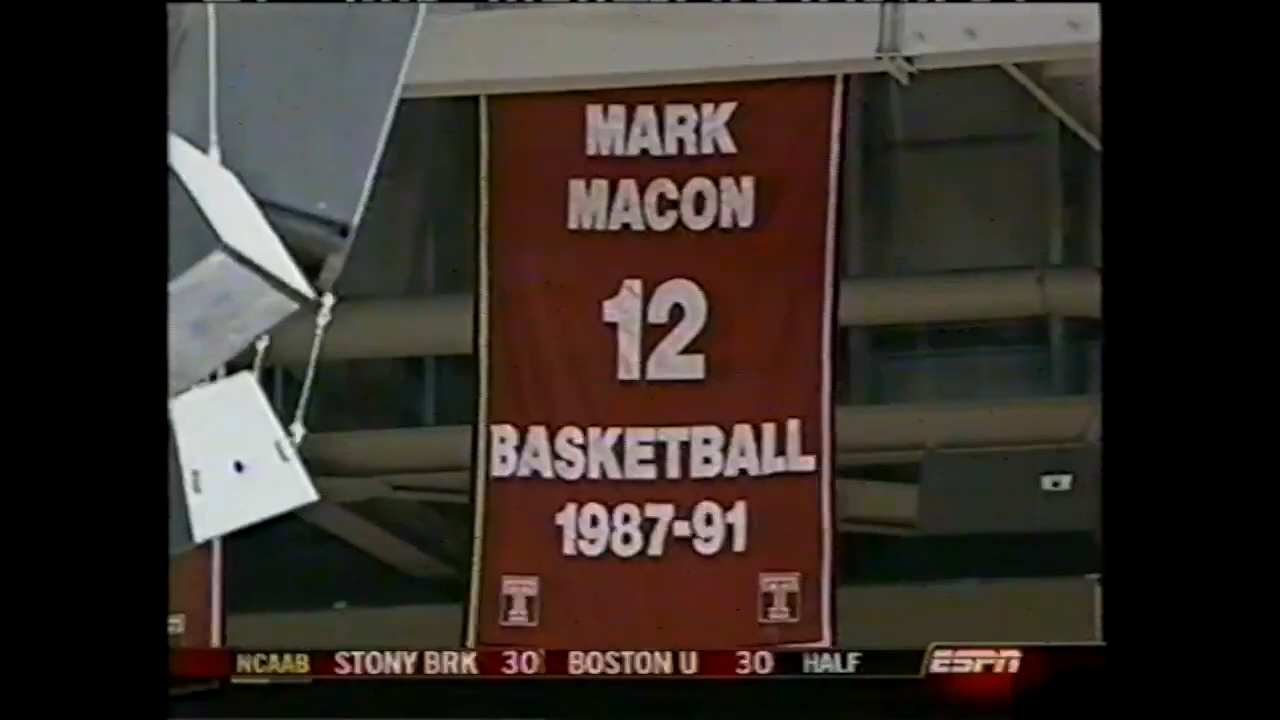 MARK
MACON
12
BASKETBALL
1987-91
T T
NCAAB STONY BRK 30 BOSTON U 30 HALF ESPN